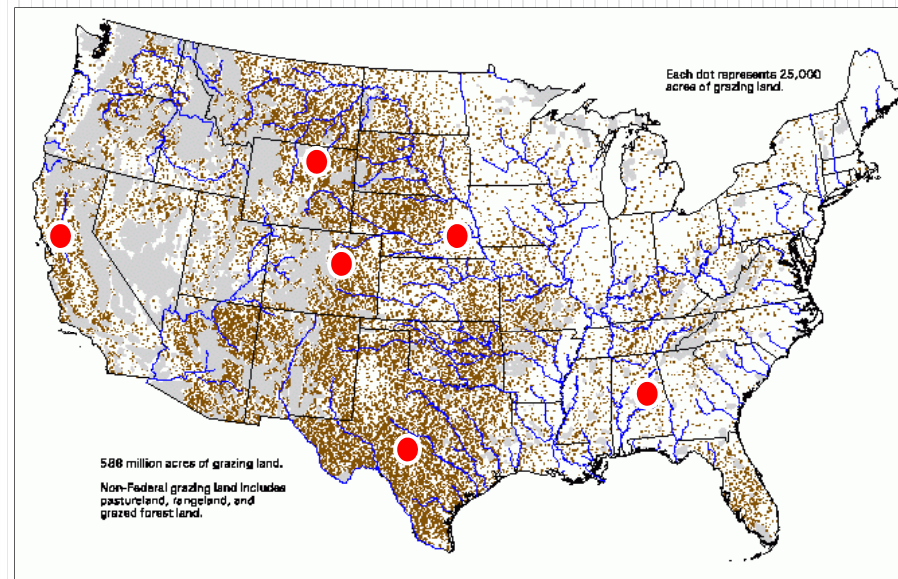 Each dot represents 25,000
acres of grazing land.
588 million acres of grazing land.
Non-Federal grazing land includes
pastureland, rangeland, and
grazed forest land.